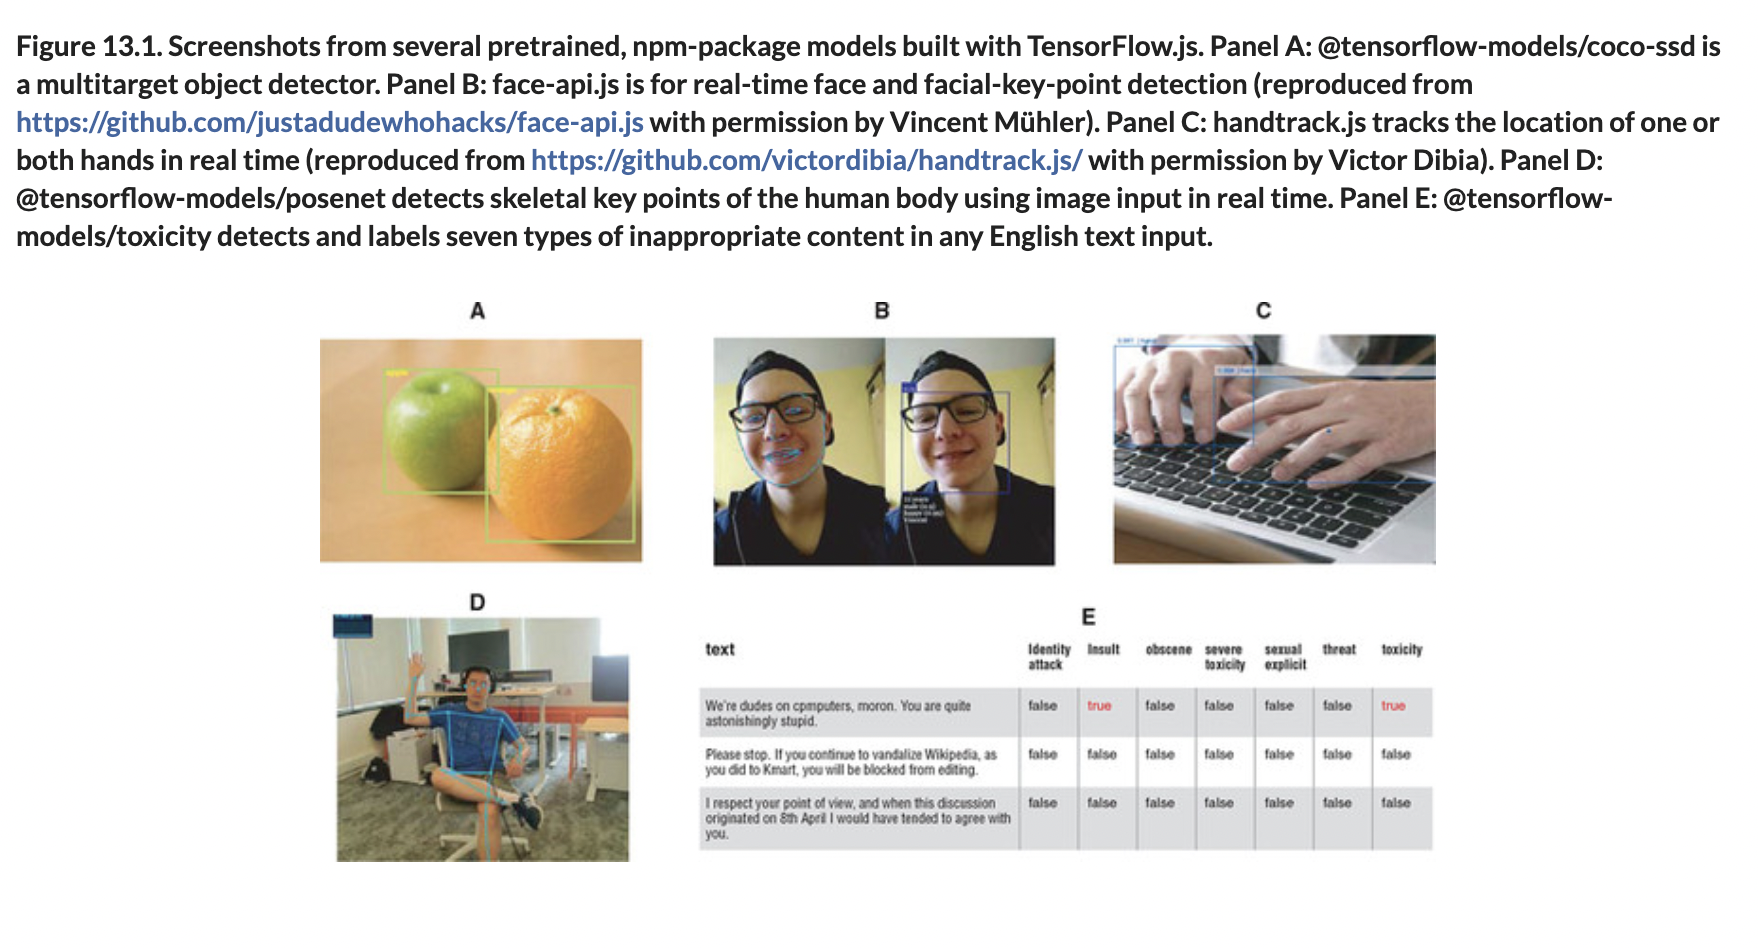 Figure 13.1. Screenshots from several pretrained, npm-package models built with TensorFlow.js. Panel A: @tensorflow-models/coco-ssd is
a multitarget object detector. Panel B: face-api.js is for real-time face and facial-key-point detection (reproduced from
https://github.com/justadudewhohacks/face-api.js with permission by Vincent Mühler). Panel C: handtrack.js tracks the location of one or
both hands in real time (reproduced from https://github.com/victordibia/handtrack.js/ with permission by Victor Dibia). Panel D:
@tensorflow-models/posenet detects skeletal key points of the human body using image input in real time. Panel E: @tensorflow-
models/toxicity detects and labels seven types of inappropriate content in any English text input.
A
B
C
apple
D
E
text
Identity attack
Insult
obscene
severe toxicity
sexual explicit
threat
toxicity
We're dudes on cpmputers, moron. You are quite
astonishingly stupid.
false true false false false false true
Please stop. If you continue to vandalize Wikipedia, as
you did to Kmart, you will be blocked from editing.
false false false false false false false
I respect your point of view, and when this discussion
originated on 8th April I would have tended to agree with
you.
false false false false false false false